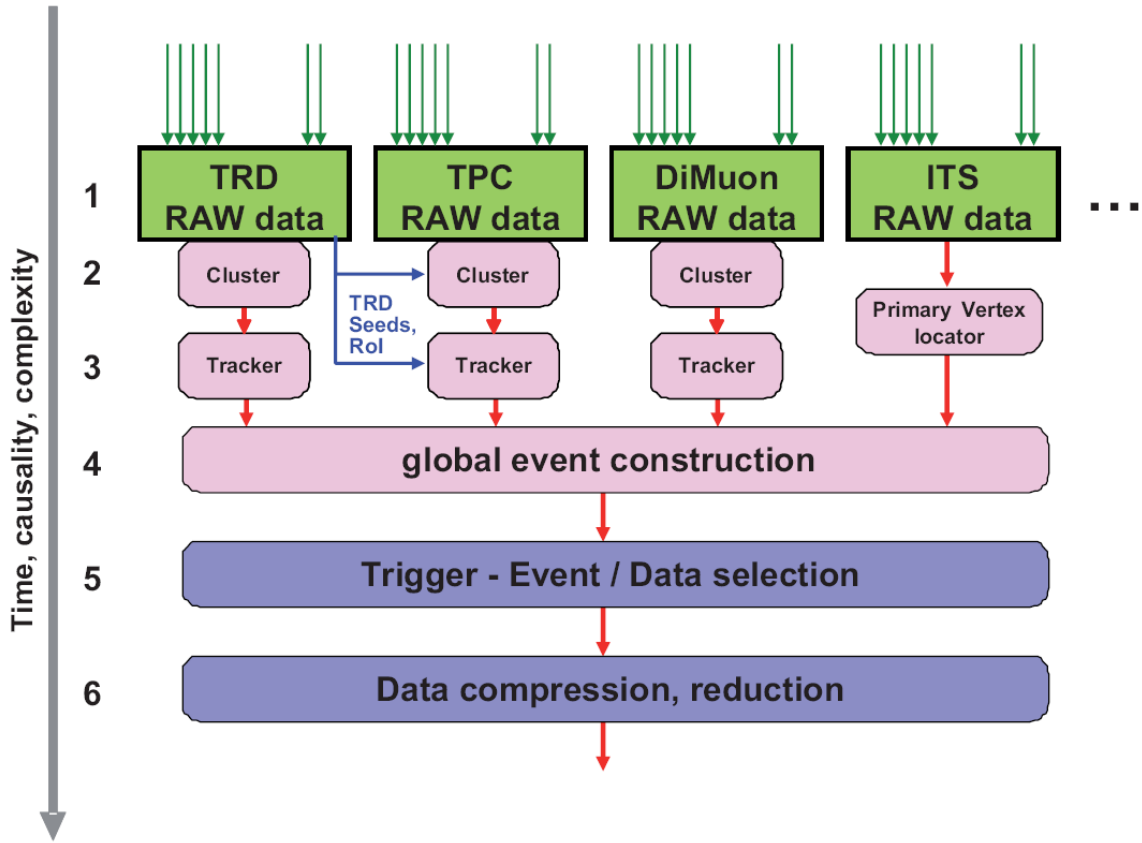 TRD
RAW data
TPC
RAW data
DiMuon
RAW data
ITS
RAW data
...
1
2
Cluster
Cluster
Cluster
TRD
Seeds,
RoI
Primary Vertex
locator
3
Tracker
Tracker
Tracker
4
global event construction
5
Trigger - Event / Data selection
6
Data compression, reduction
Time, causality, complexity